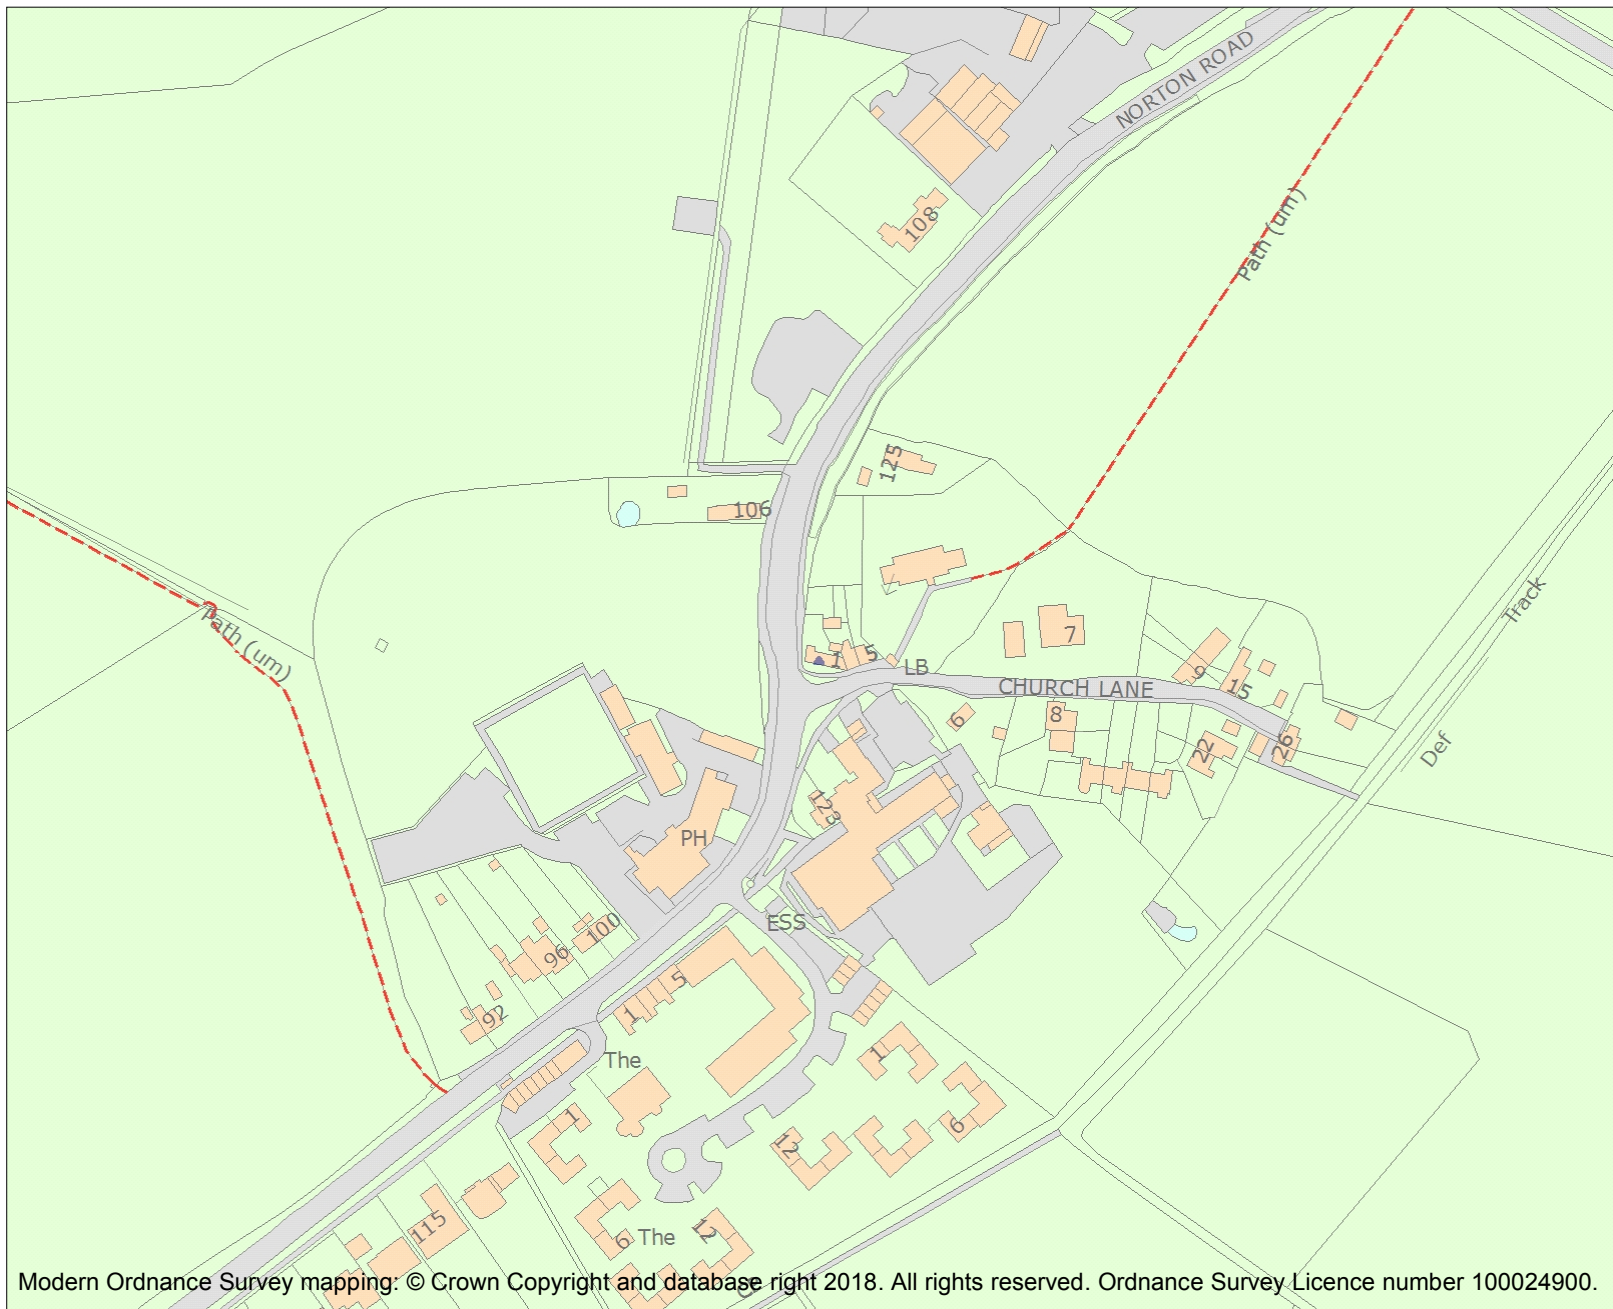 NORTON ROAD
108
Path (um)
125
106
Track
Path (um)
7
1
5
LB
9
15
CHURCH LANE
6
8
22
26
Def
123
PH
ESS
100
96
5
92
1
The
1
1
6
12
115
6
The
12
Modern Ordnance Survey mapping: © Crown Copyright and database right 2018. All rights reserved. Ordnance Survey Licence number 100024900.